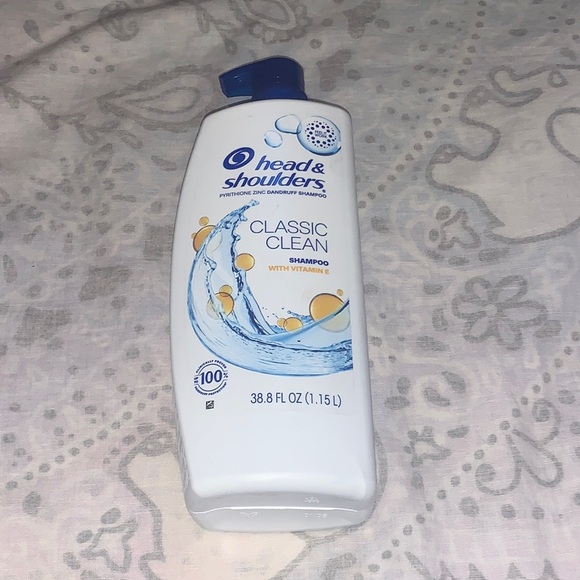 head &
shoulders®
PYRITHIONE ZINC DANDRUFF SHAMPOO
CLASSIC
CLEAN
SHAMPOO
WITH VITAMIN E
100
38.8 FL OZ (1.15 L)